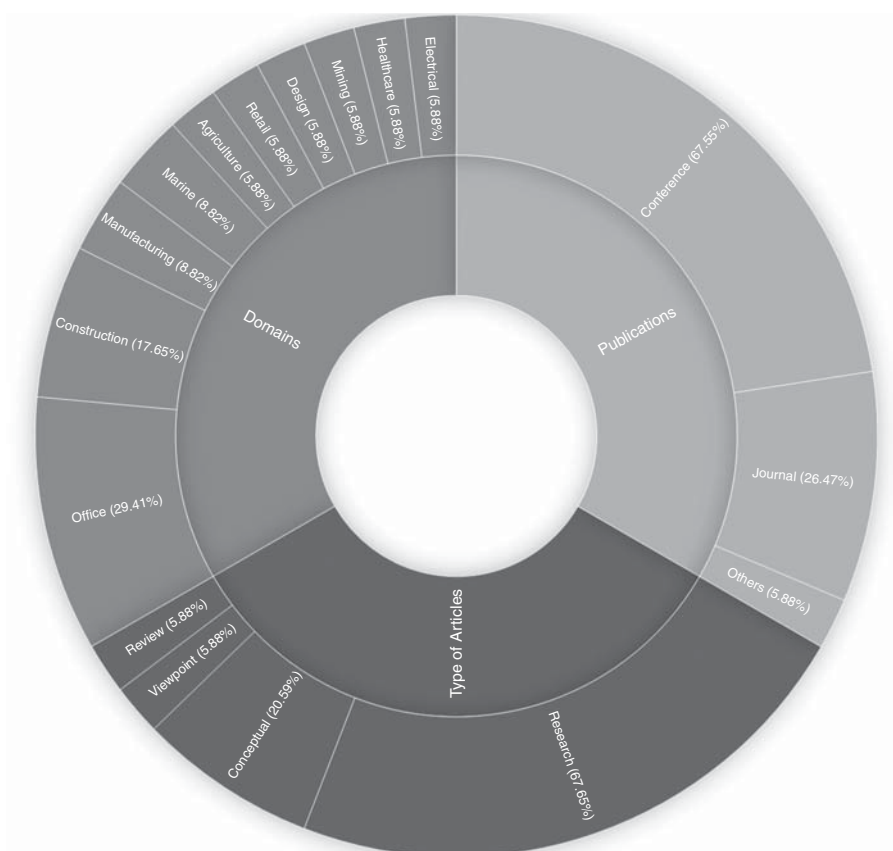 Publications
Conference (67.55%)
Journal (26.47%)
Others (5.88%)
Type of Articles
Research (67.65%)
Conceptual (20.59%)
Viewpoint (5.88%)
Review (5.88%)
Domains
Office (29.41%)
Construction (17.65%)
Manufacturing (8.82%)
Marine (8.82%)
Agriculture (5.88%)
Retail (5.88%)
Design (5.88%)
Mining (5.88%)
Healthcare (5.88%)
Electrical (5.88%)